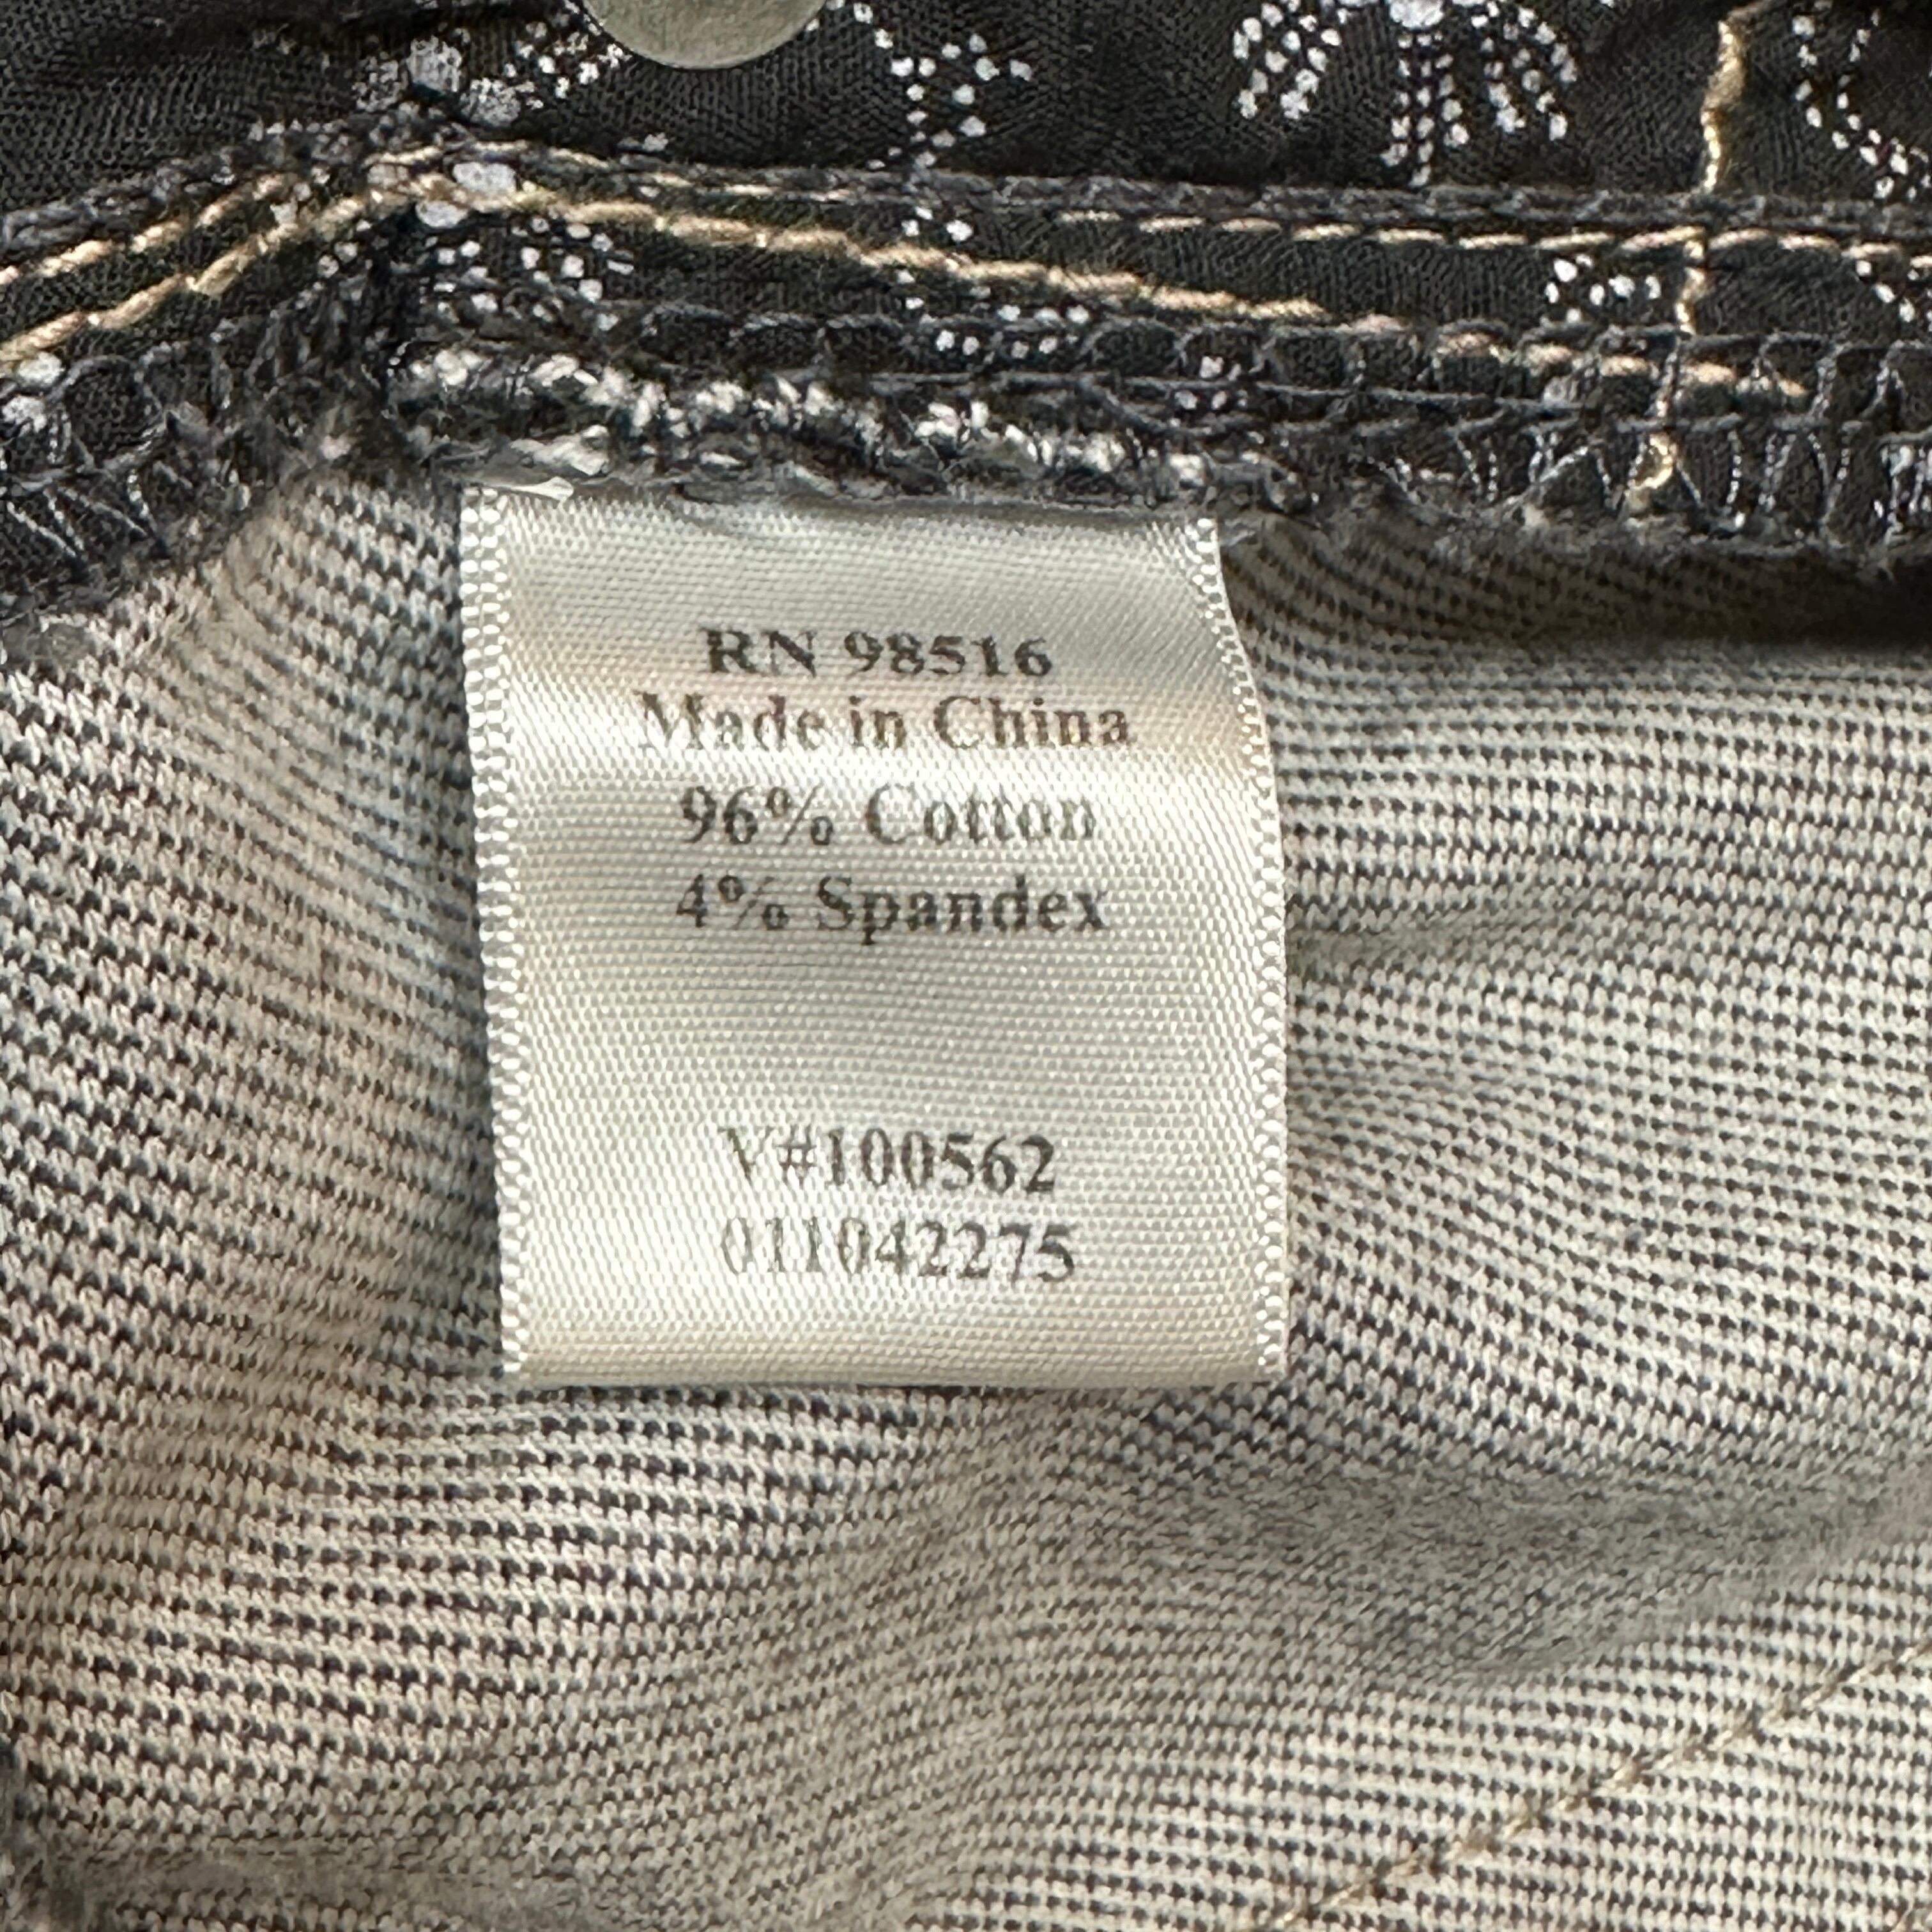 RN 98516
Made in China
96% Cotton
4% Spandex
V#100562
011042275